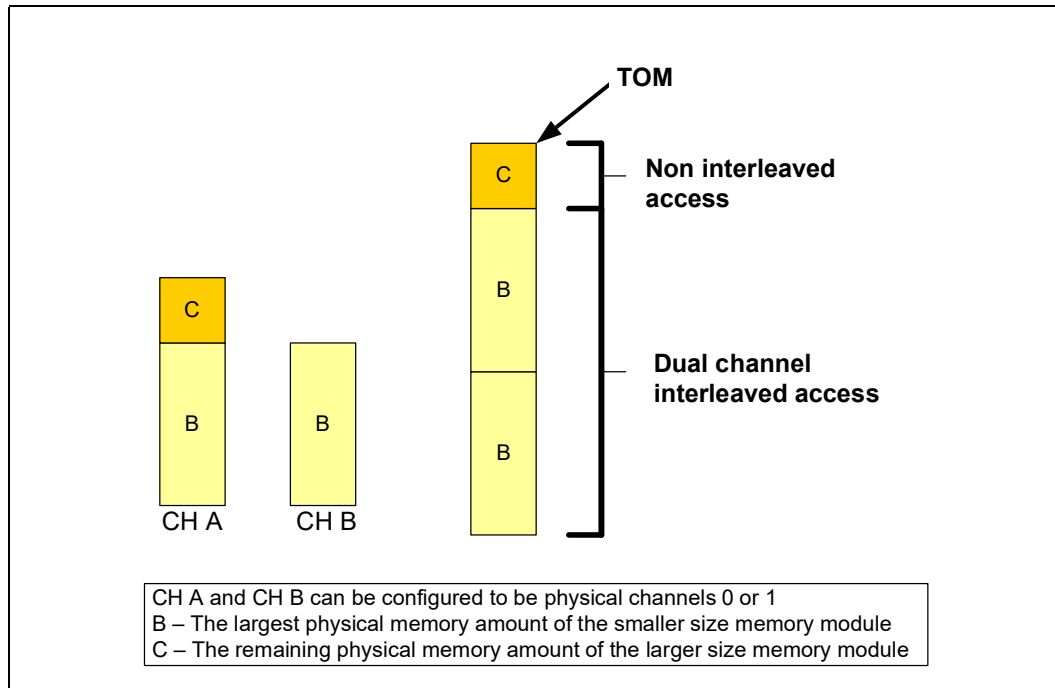 TOM
C
Non interleaved
access
B
C
B
B
Dual channel
interleaved access
B
CH A
CH B
CH A and CH B can be configured to be physical channels 0 or 1
B – The largest physical memory amount of the smaller size memory module
C – The remaining physical memory amount of the larger size memory module